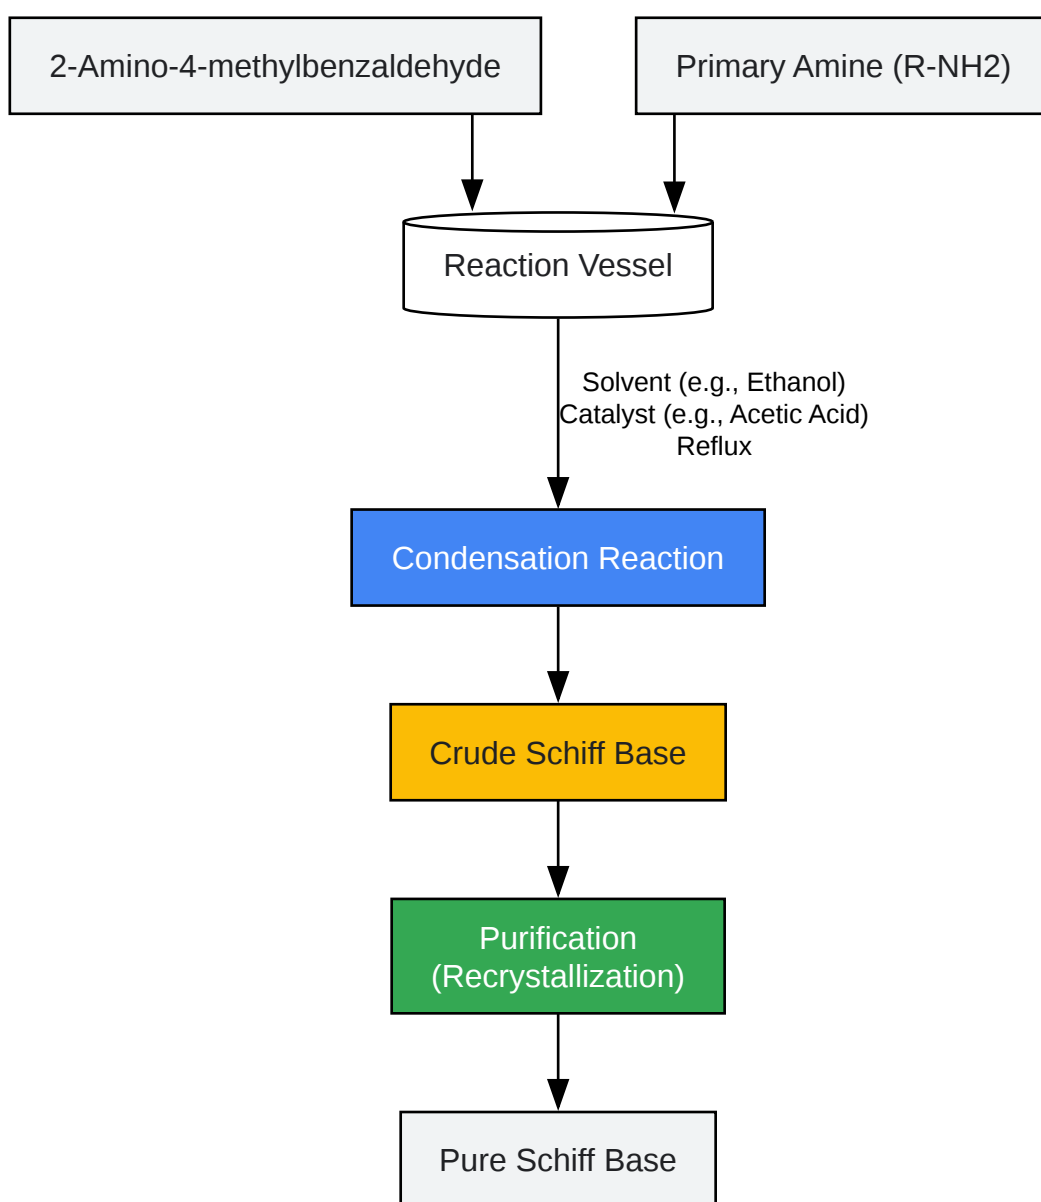 2-Amino-4-methylbenzaldehyde
Primary Amine (R-NH2)
Reaction Vessel
Solvent (e.g., Ethanol)
Catalyst (e.g., Acetic Acid)
Reflux
Condensation Reaction
Crude Schiff Base
Purification
(Recrystallization)
Pure Schiff Base